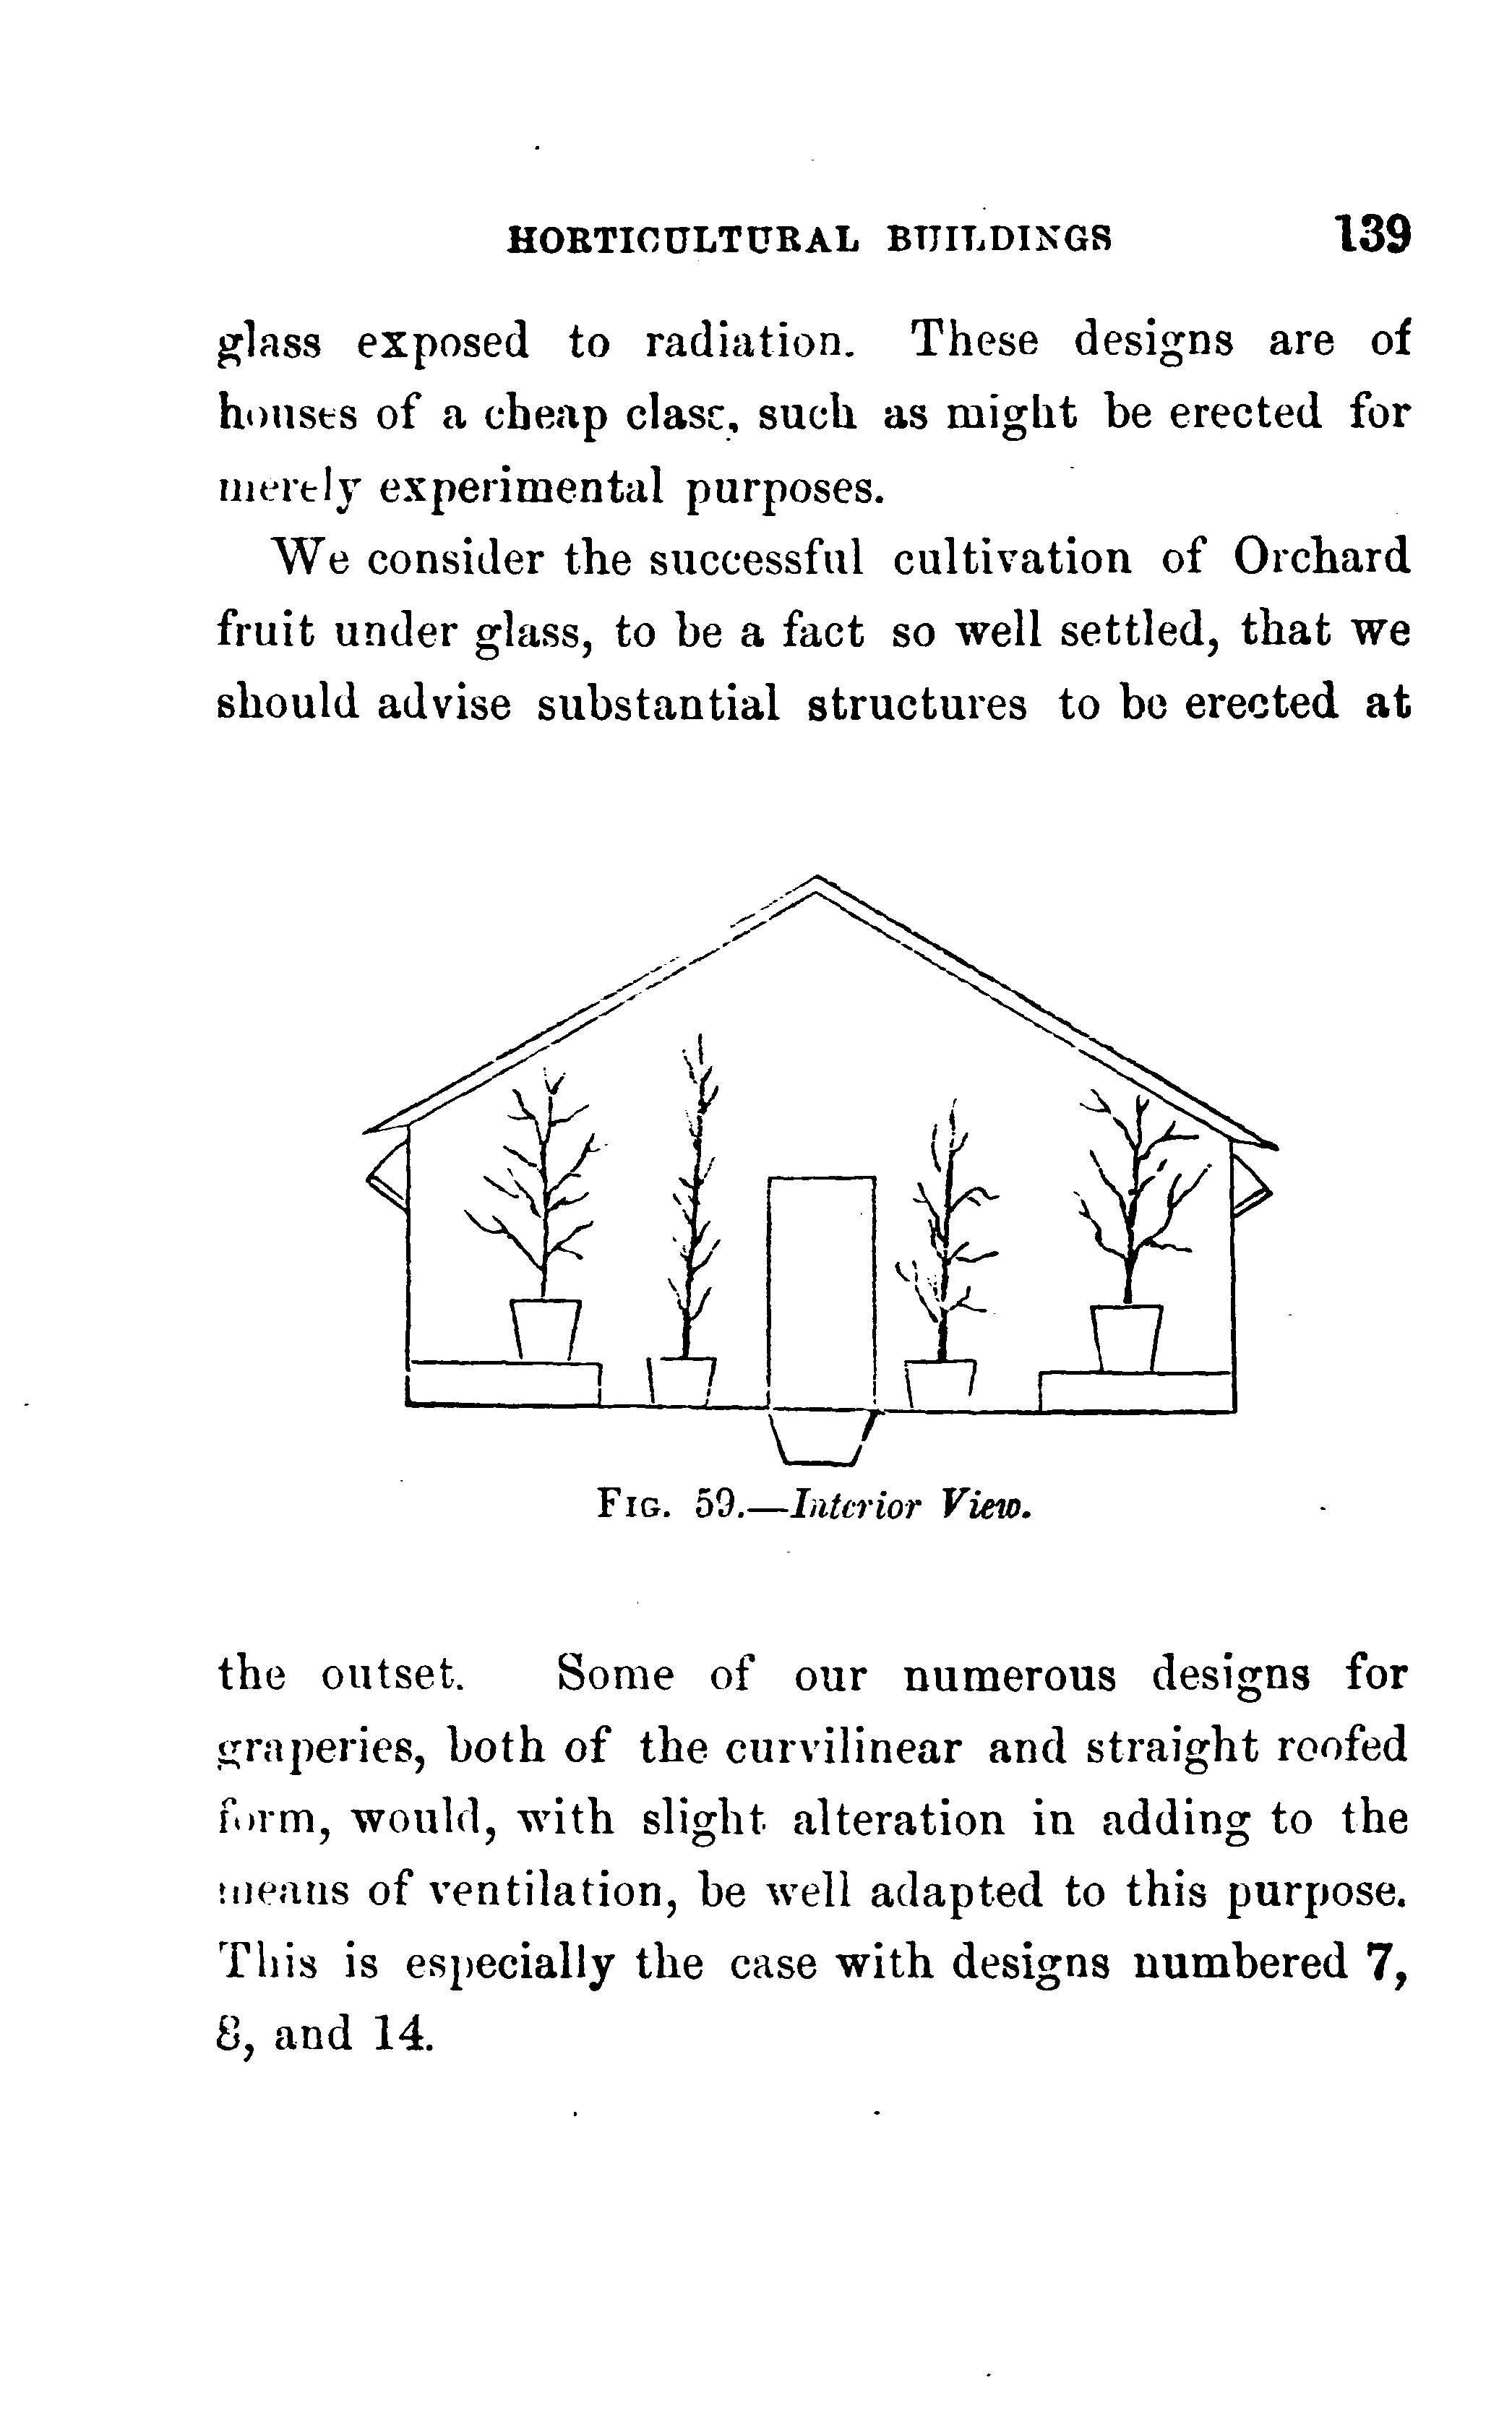 HORTICULTURAL BUILDINGS 139
glass exposed to radiation. These designs are of
houses of a cheap class, such as might be erected for
merely experimental purposes.
We consider the successful cultivation of Orchard
fruit under glass, to be a fact so well settled, that we
should advise substantial structures to be erected at
FIG. 59.—Interior View.
the outset. Some of our numerous designs for
graperies, both of the curvilinear and straight roofed
form, would, with slight alteration in adding to the
means of ventilation, be well adapted to this purpose.
This is especially the case with designs numbered 7,
8, and 14.